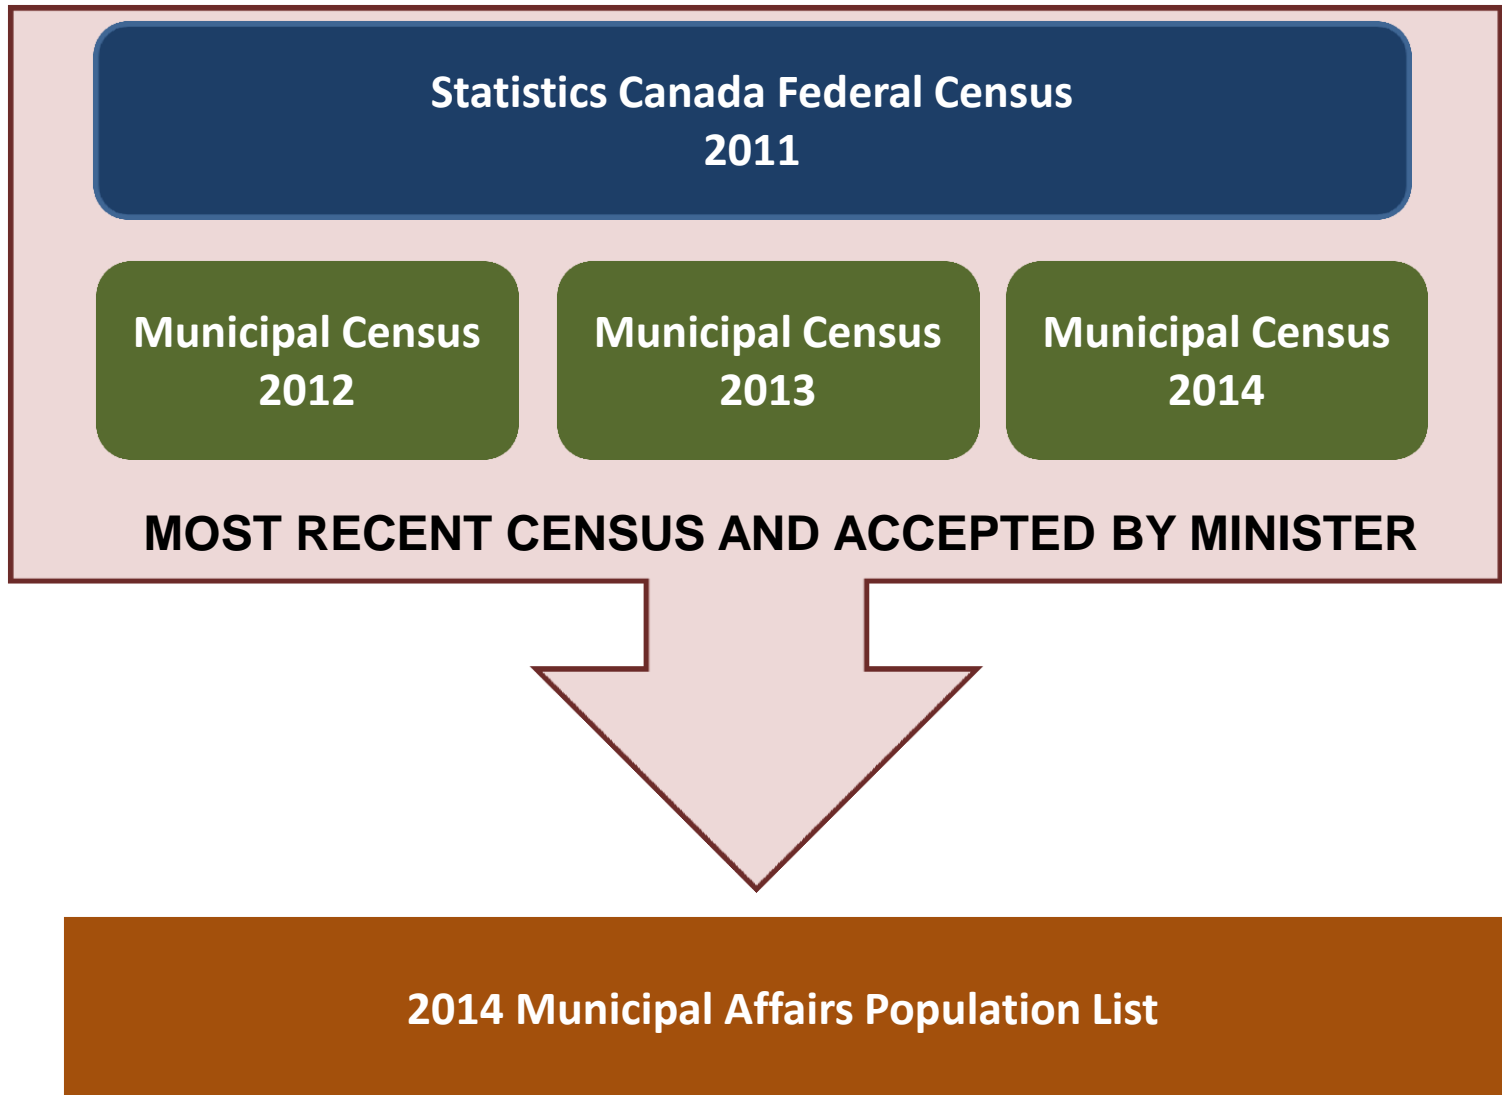 Statistics Canada Federal Census
2011
Municipal Census
2012
Municipal Census
2013
Municipal Census
2014
MOST RECENT CENSUS AND ACCEPTED BY MINISTER
2014 Municipal Affairs Population List